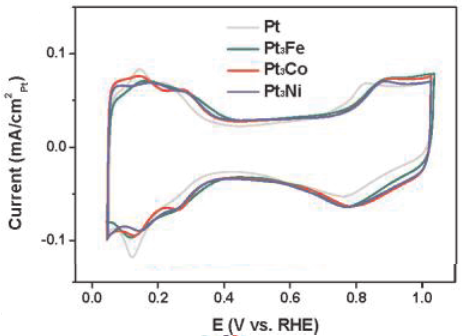 Pt
Pt₃Fe
Pt₃Co
Pt₃Ni
Current (mA/cm²Pt)
0.1
0.0
-0.1
0.0 0.2 0.4 0.6 0.8 1.0
E (V vs. RHE)